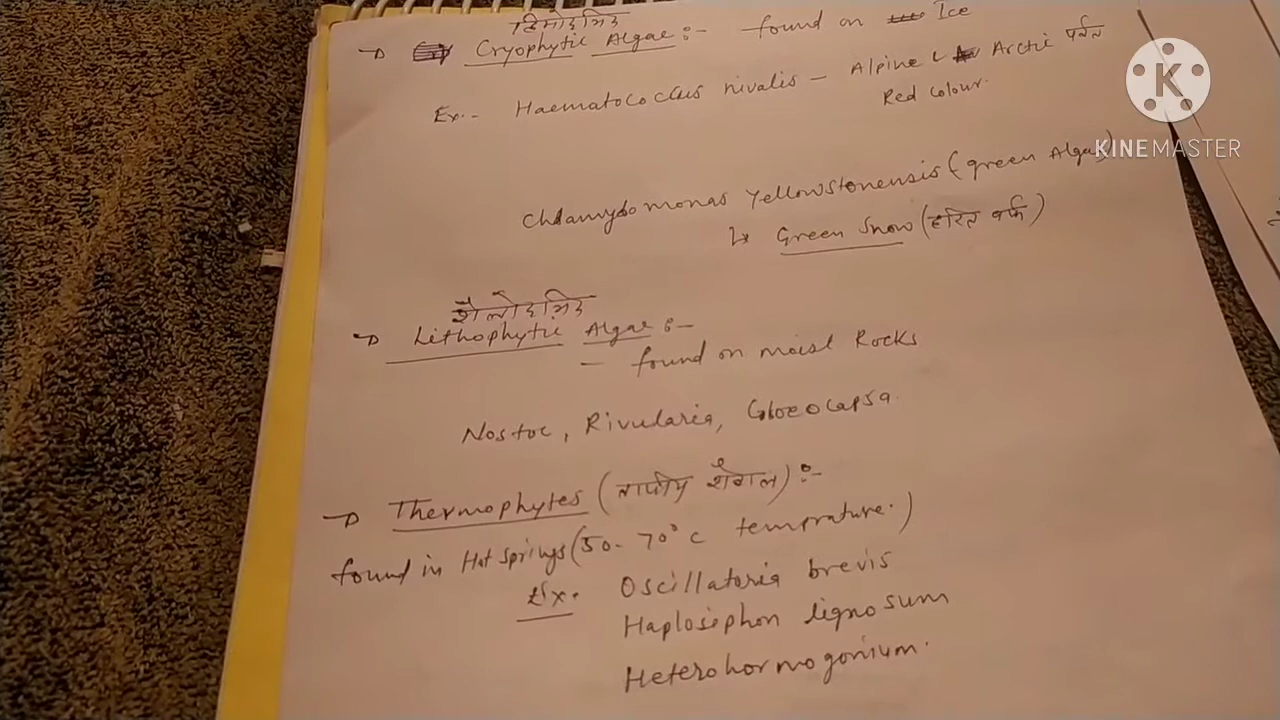 हिमोद्भिद
→ Cryophytic Algae :- found on Ice
Ex.- Haematococcus nivalis - Alpine & Arctic पर्वत
Red Colour.
Chlamydomonas Yellowstonensis (green Algae)
↳ Green Snow (हरित बर्फ)
शैलोद्भिद
→ Lithophytic Algae :-
- found on moist Rocks
Nostoc, Rivularia, Gloeocapsa.
→ Thermophytes (तापीय शैवाल) :-
found in Hot Springs (50-70°c temprature.)
Ex. Oscillatoria brevis
Haplosiphon lignosum
Heterohormogonium.
K
KINEMASTER